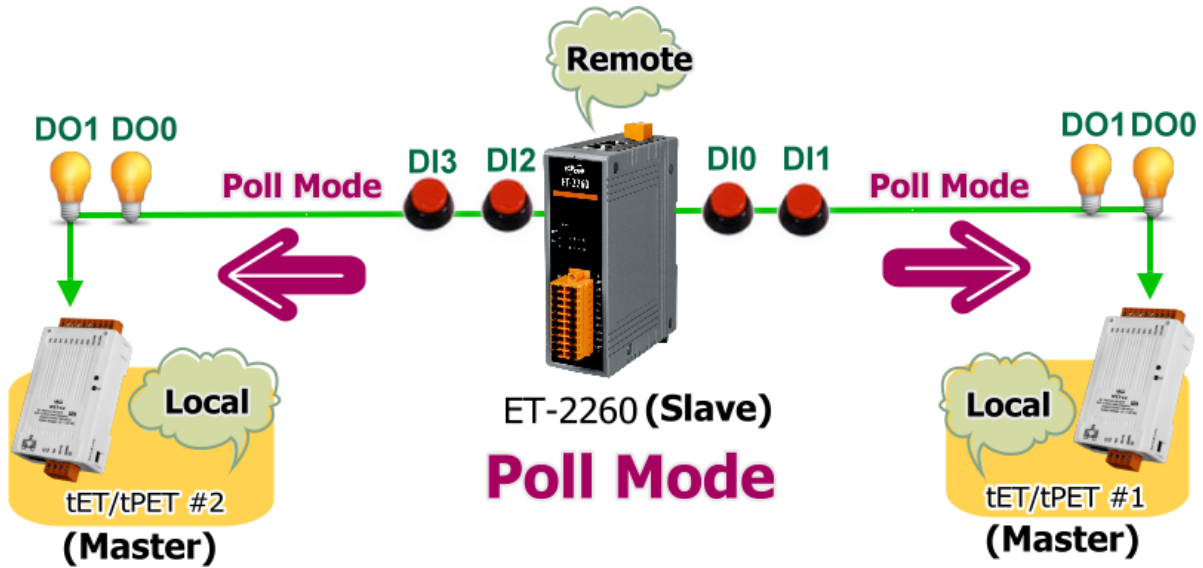 Remote
DO1 DO0
DO1 DO0
DI3 DI2
DI0 DI1
Poll Mode
Poll Mode
ET-2260
Local
Local
ET-2260 (Slave)
Poll Mode
tET/tPET #2
(Master)
tET/tPET #1
(Master)